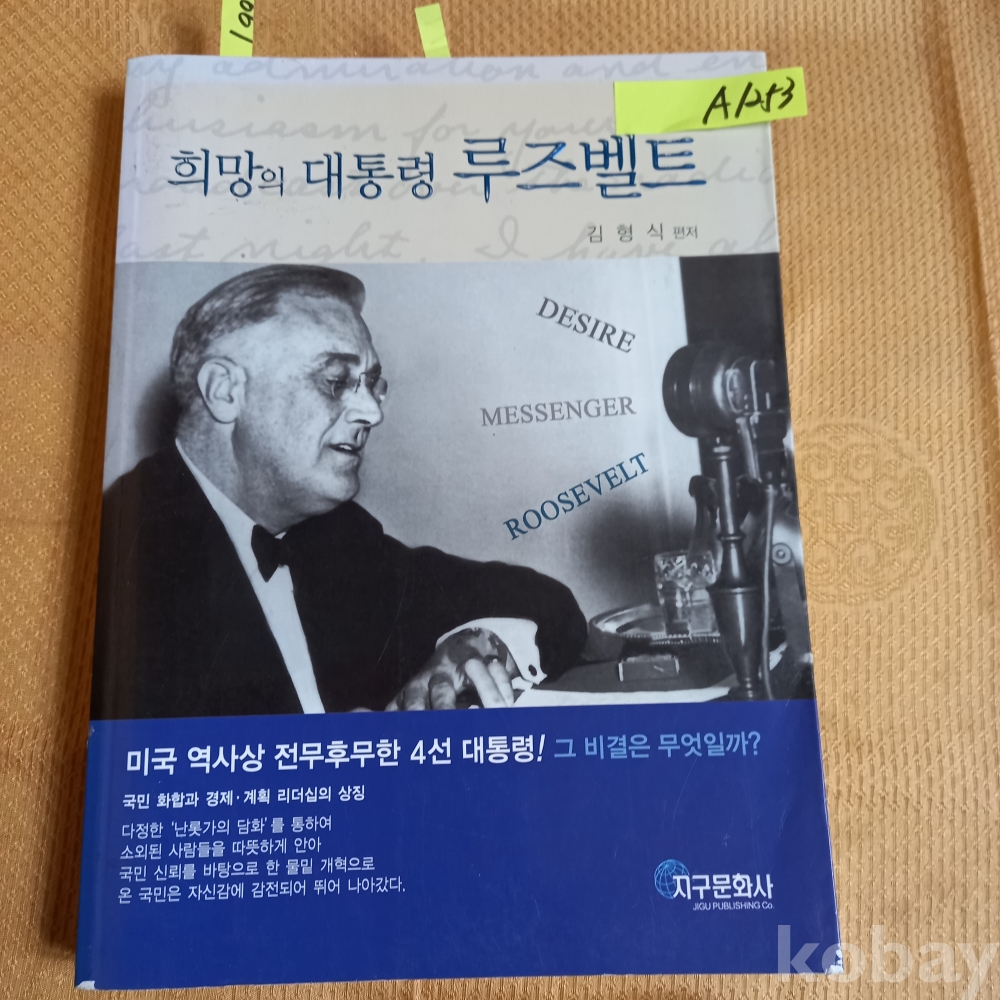 199
A1253
희망의 대통령 루즈벨트
김 형 식 편저
DESIRE
MESSENGER
ROOSEVELT
미국 역사상 전무후무한 4선 대통령! 그 비결은 무엇일까?
국민 화합과 경제·계획 리더십의 상징
다정한 '난롯가의 담화'를 통하여
소외된 사람들을 따뜻하게 안아
국민 신뢰를 바탕으로 한 물밑 개혁으로
온 국민은 자신감에 감전되어 뛰어 나아갔다.
지구문화사
JIGU PUBLISHING Co.
kobay